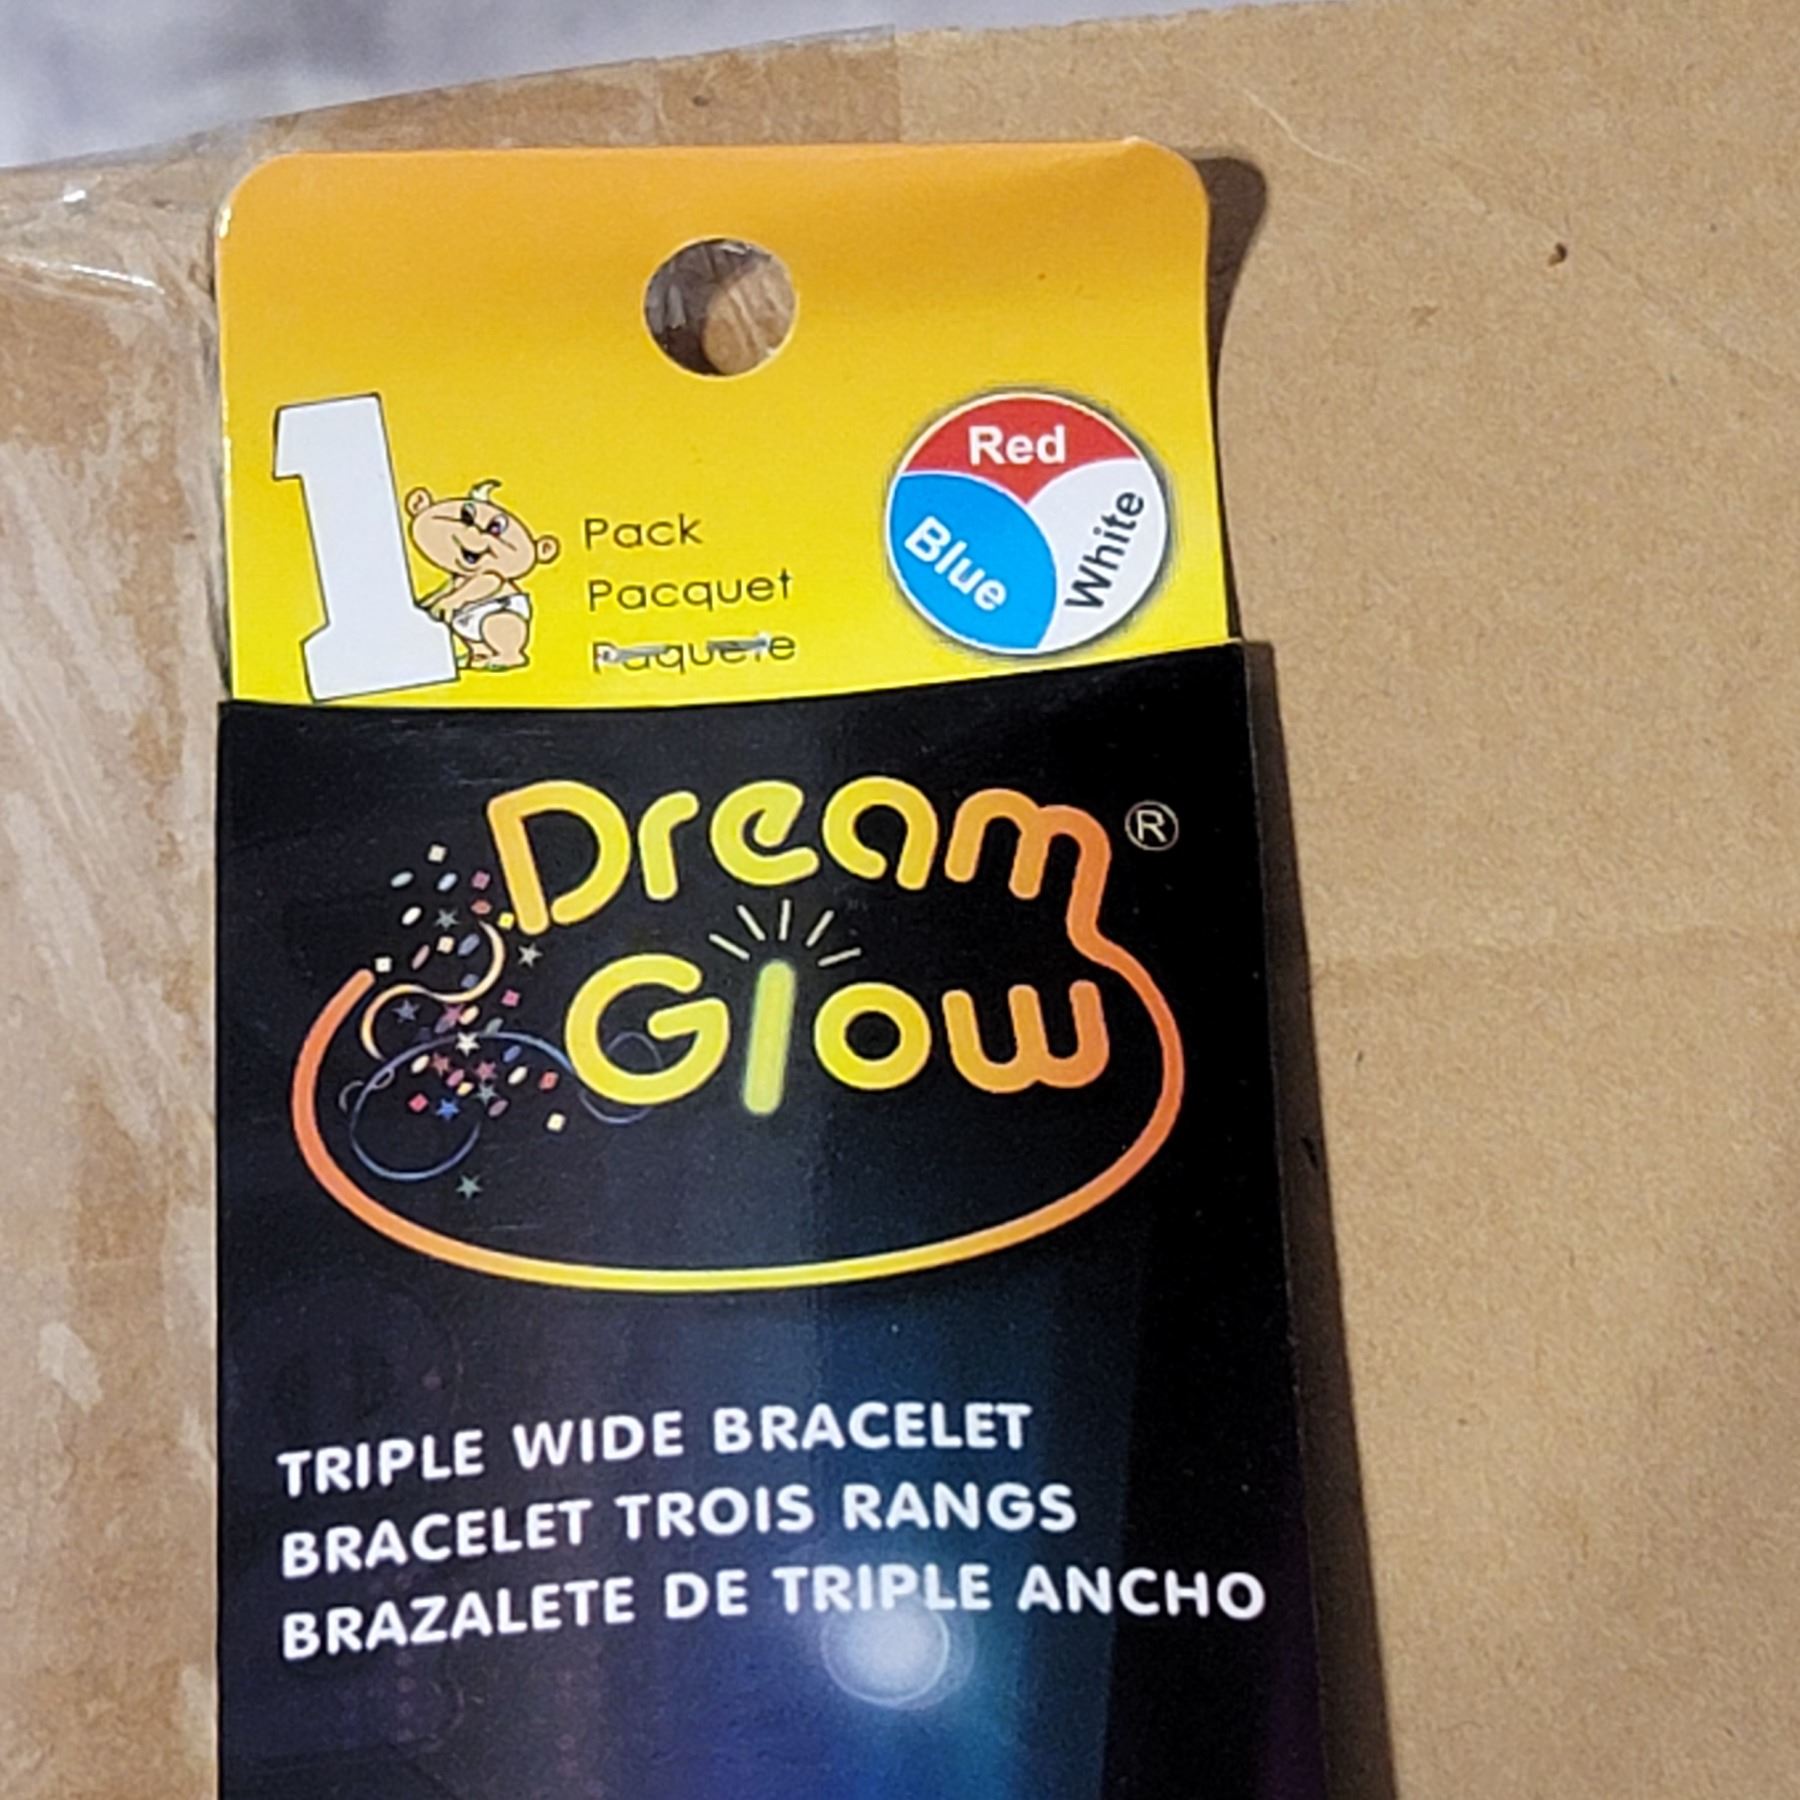 1
Pack
Pacquet
Paquete
Red
Blue
White
Dream ®
Glow
TRIPLE WIDE BRACELET
BRACELET TROIS RANGS
BRAZALETE DE TRIPLE ANCHO